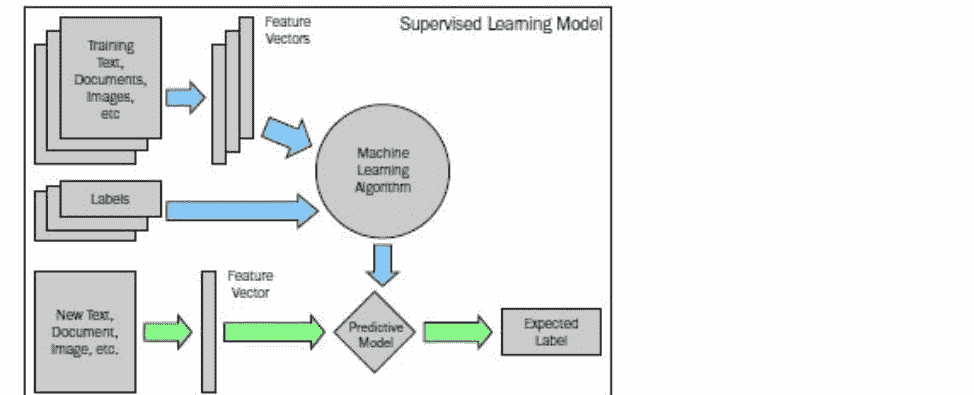 Supervised Learning Model
Training
Text,
Documents,
Images,
etc
Feature
Vectors
Machine
Learning
Algorithm
Labels
New Text,
Document,
Image, etc.
Feature
Vector
Predictive
Model
Expected
Label